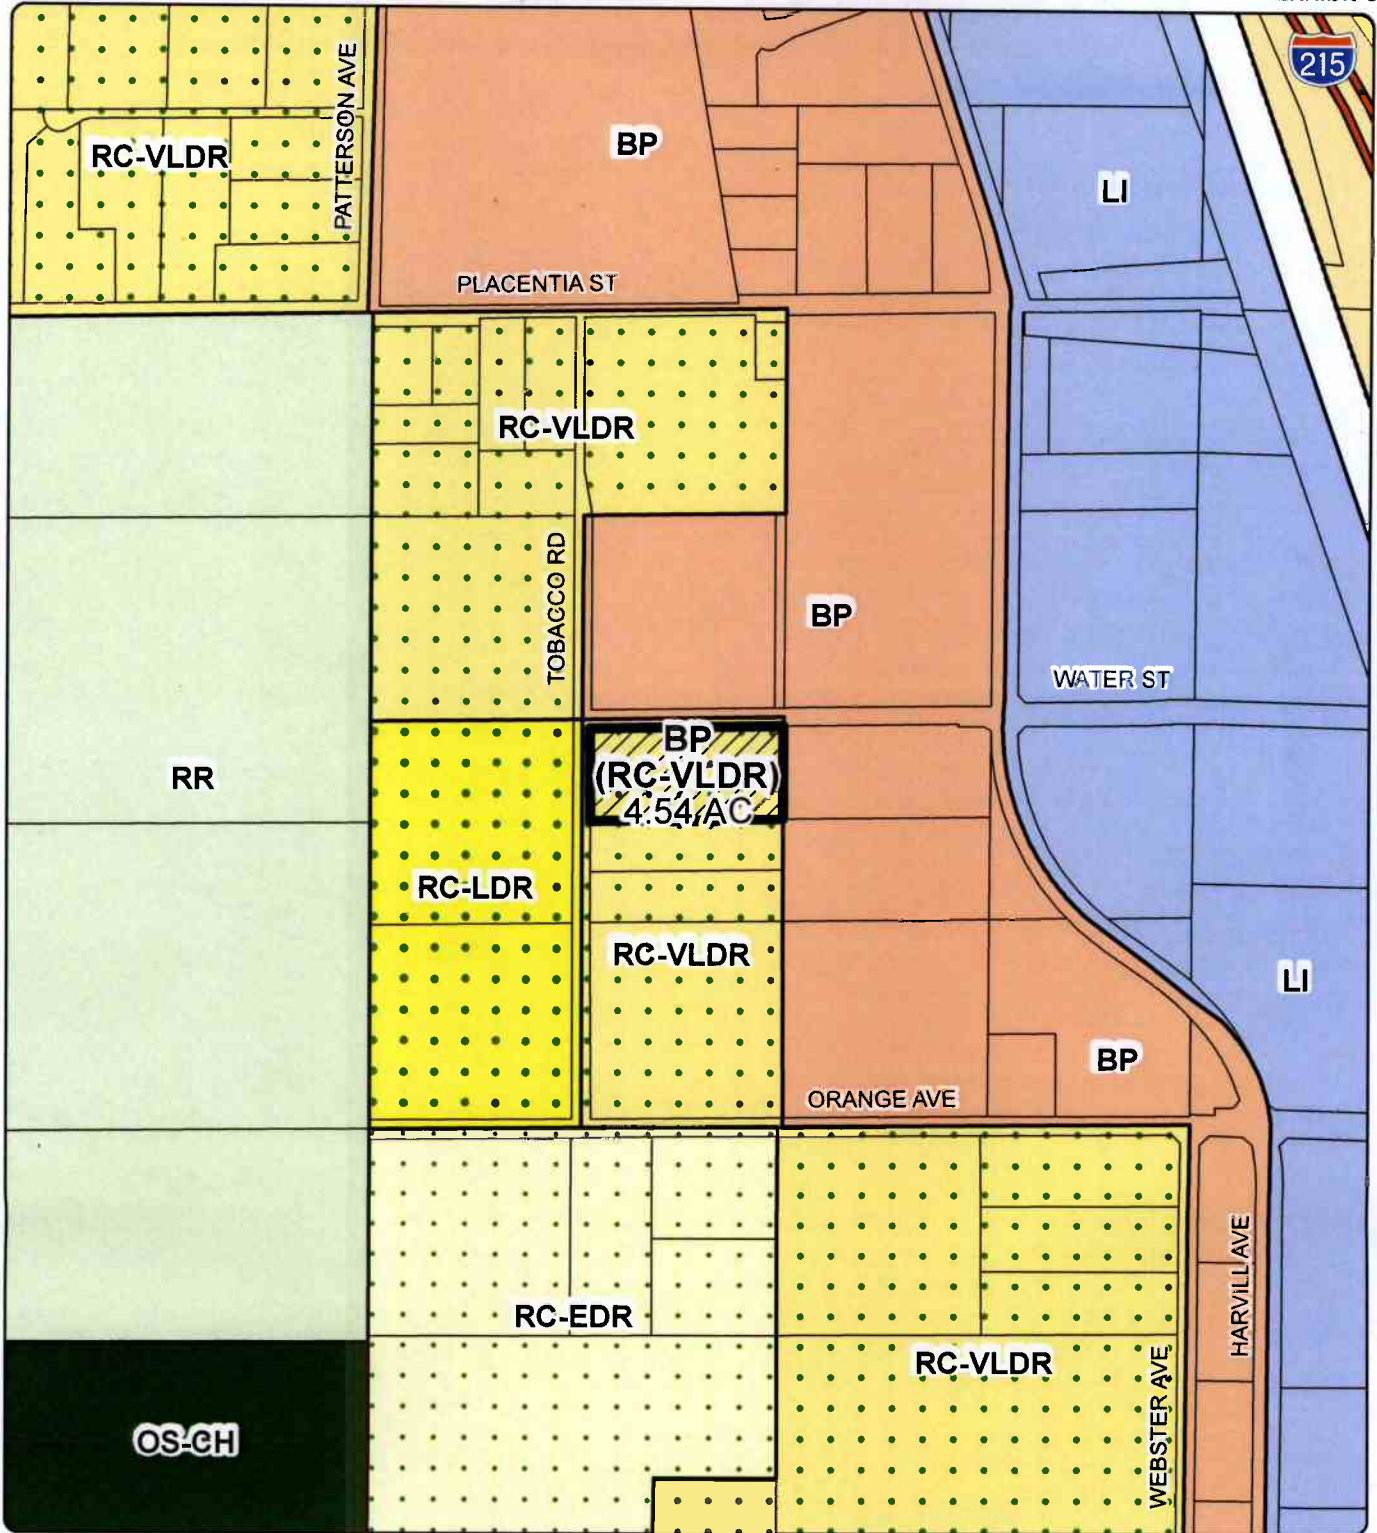 215
PATTERSON AVE
BP
RC-VLDR
LI
PLACENTIA ST
RC-VLDR
TOBACCO RD
BP
WATER ST
BP
(RC-VLDR)
4.54 AC
RR
RC-LDR
RC-VLDR
LI
BP
ORANGE AVE
HARVILL AVE
RC-EDR
RC-VLDR
WEBSTER AVE
OS-CH